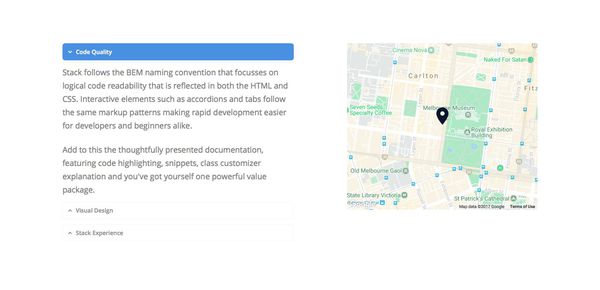 Code Quality
Stack follows the BEM naming convention that focusses on
logical code readability that is reflected in both the HTML and
CSS. Interactive elements such as accordions and tabs follow
the same markup patterns making rapid development easier
for developers and beginners alike.
Add to this the thoughtfully presented documentation,
featuring code highlighting, snippets, class customizer
explanation and you've got yourself one powerful value
package.
Visual Design
Stack Experience
Cinema Nova
Naked For Satan
Carlton
Fitz
Seven Seeds
Specialty Coffee
Melbourne Museum
Royal Exhibition
Building
Old Melbourne Gaol
State Library Victoria
St Patrick's Cathedral
Map data ©2017 Google Terms of Use